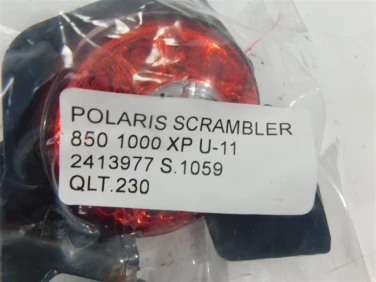 POLARIS SCRAMBLER
850 1000 XP U-11
2413977 S.1059
QLT.230